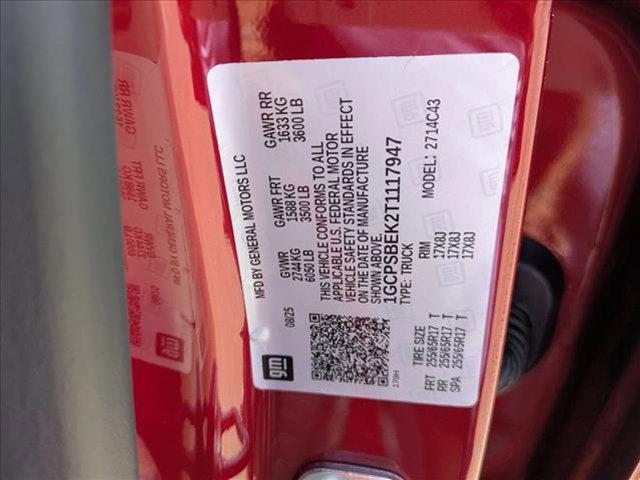 MFD BY GENERAL MOTORS LLC
08/25
GVWR
2744 KG
6050 LB
GAWR FRT
1588 KG
3500 LB
GAWR RR
1633 KG
3600 LB
THIS VEHICLE CONFORMS TO ALL
APPLICABLE U.S. FEDERAL MOTOR
VEHICLE SAFETY STANDARDS IN EFFECT
ON THE DATE OF MANUFACTURE
SHOWN ABOVE.
1GCPSBEK2T1117947
TYPE: TRUCK
MODEL: 2714C43
TIRE SIZE RIM
FRT 255/65R17 T 17X8J
RR 255/65R17 T 17X8J
SPA 255/65R17 T 17X8J
gm
170H